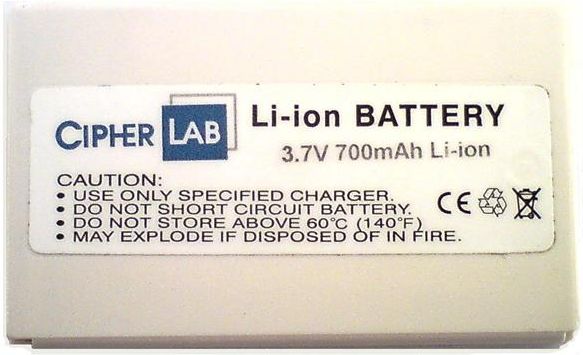 CIPHER LAB
Li-ion BATTERY
3.7V 700mAh Li-ion
CAUTION:
• USE ONLY SPECIFIED CHARGER.
• DO NOT SHORT CIRCUIT BATTERY.
• DO NOT STORE ABOVE 60°C (140°F)
• MAY EXPLODE IF DISPOSED OF IN FIRE.
CE